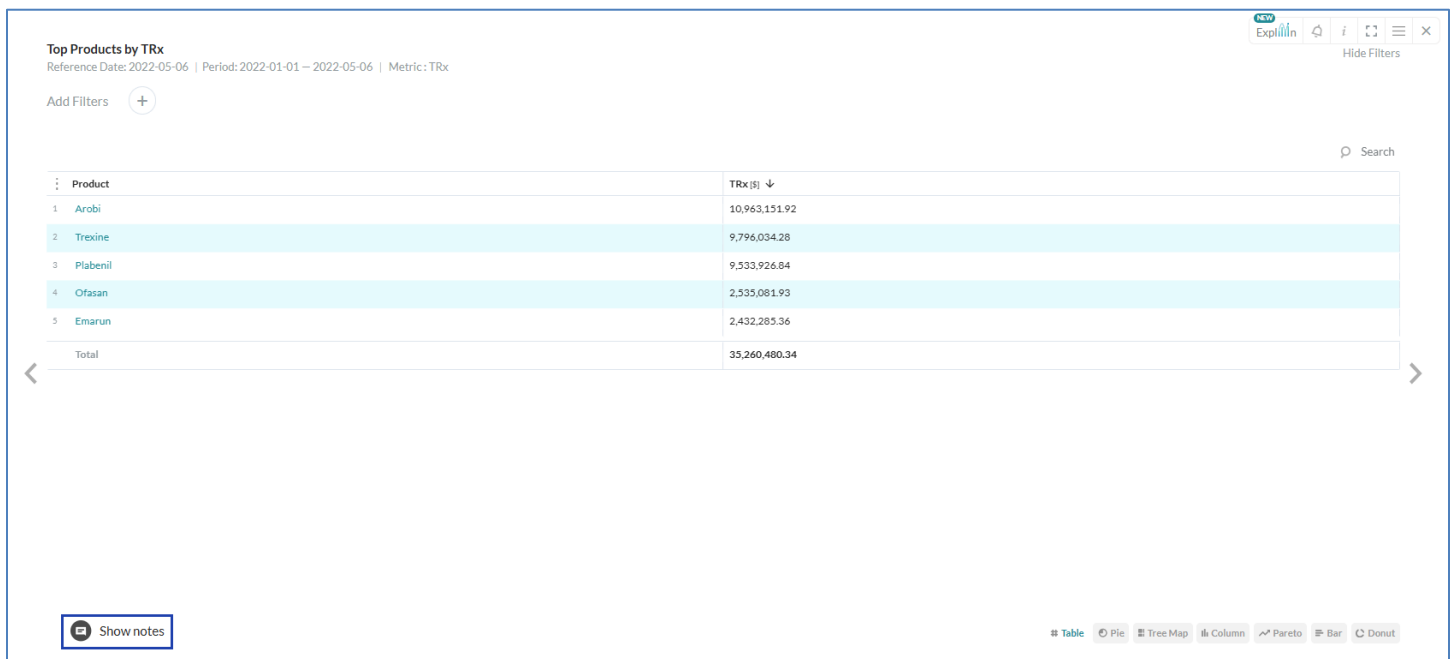 NEW
Expliiiin
i
Top Products by TRx
Reference Date: 2022-05-06 | Period: 2022-01-01 — 2022-05-06 | Metric : TRx
Hide Filters
Add Filters +
Search
Product TRx [$]
1 Arobi 10,963,151.92
2 Trexine 9,796,034.28
3 Plabenil 9,533,926.84
4 Ofasan 2,535,081.93
5 Emarun 2,432,285.36
Total 35,260,480.34
Show notes
Table Pie Tree Map Column Pareto Bar Donut